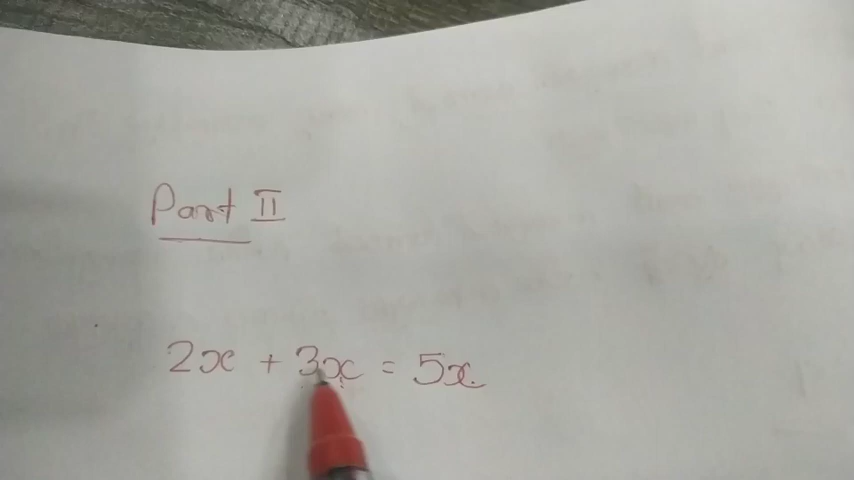 Part II
2x + 3x = 5x